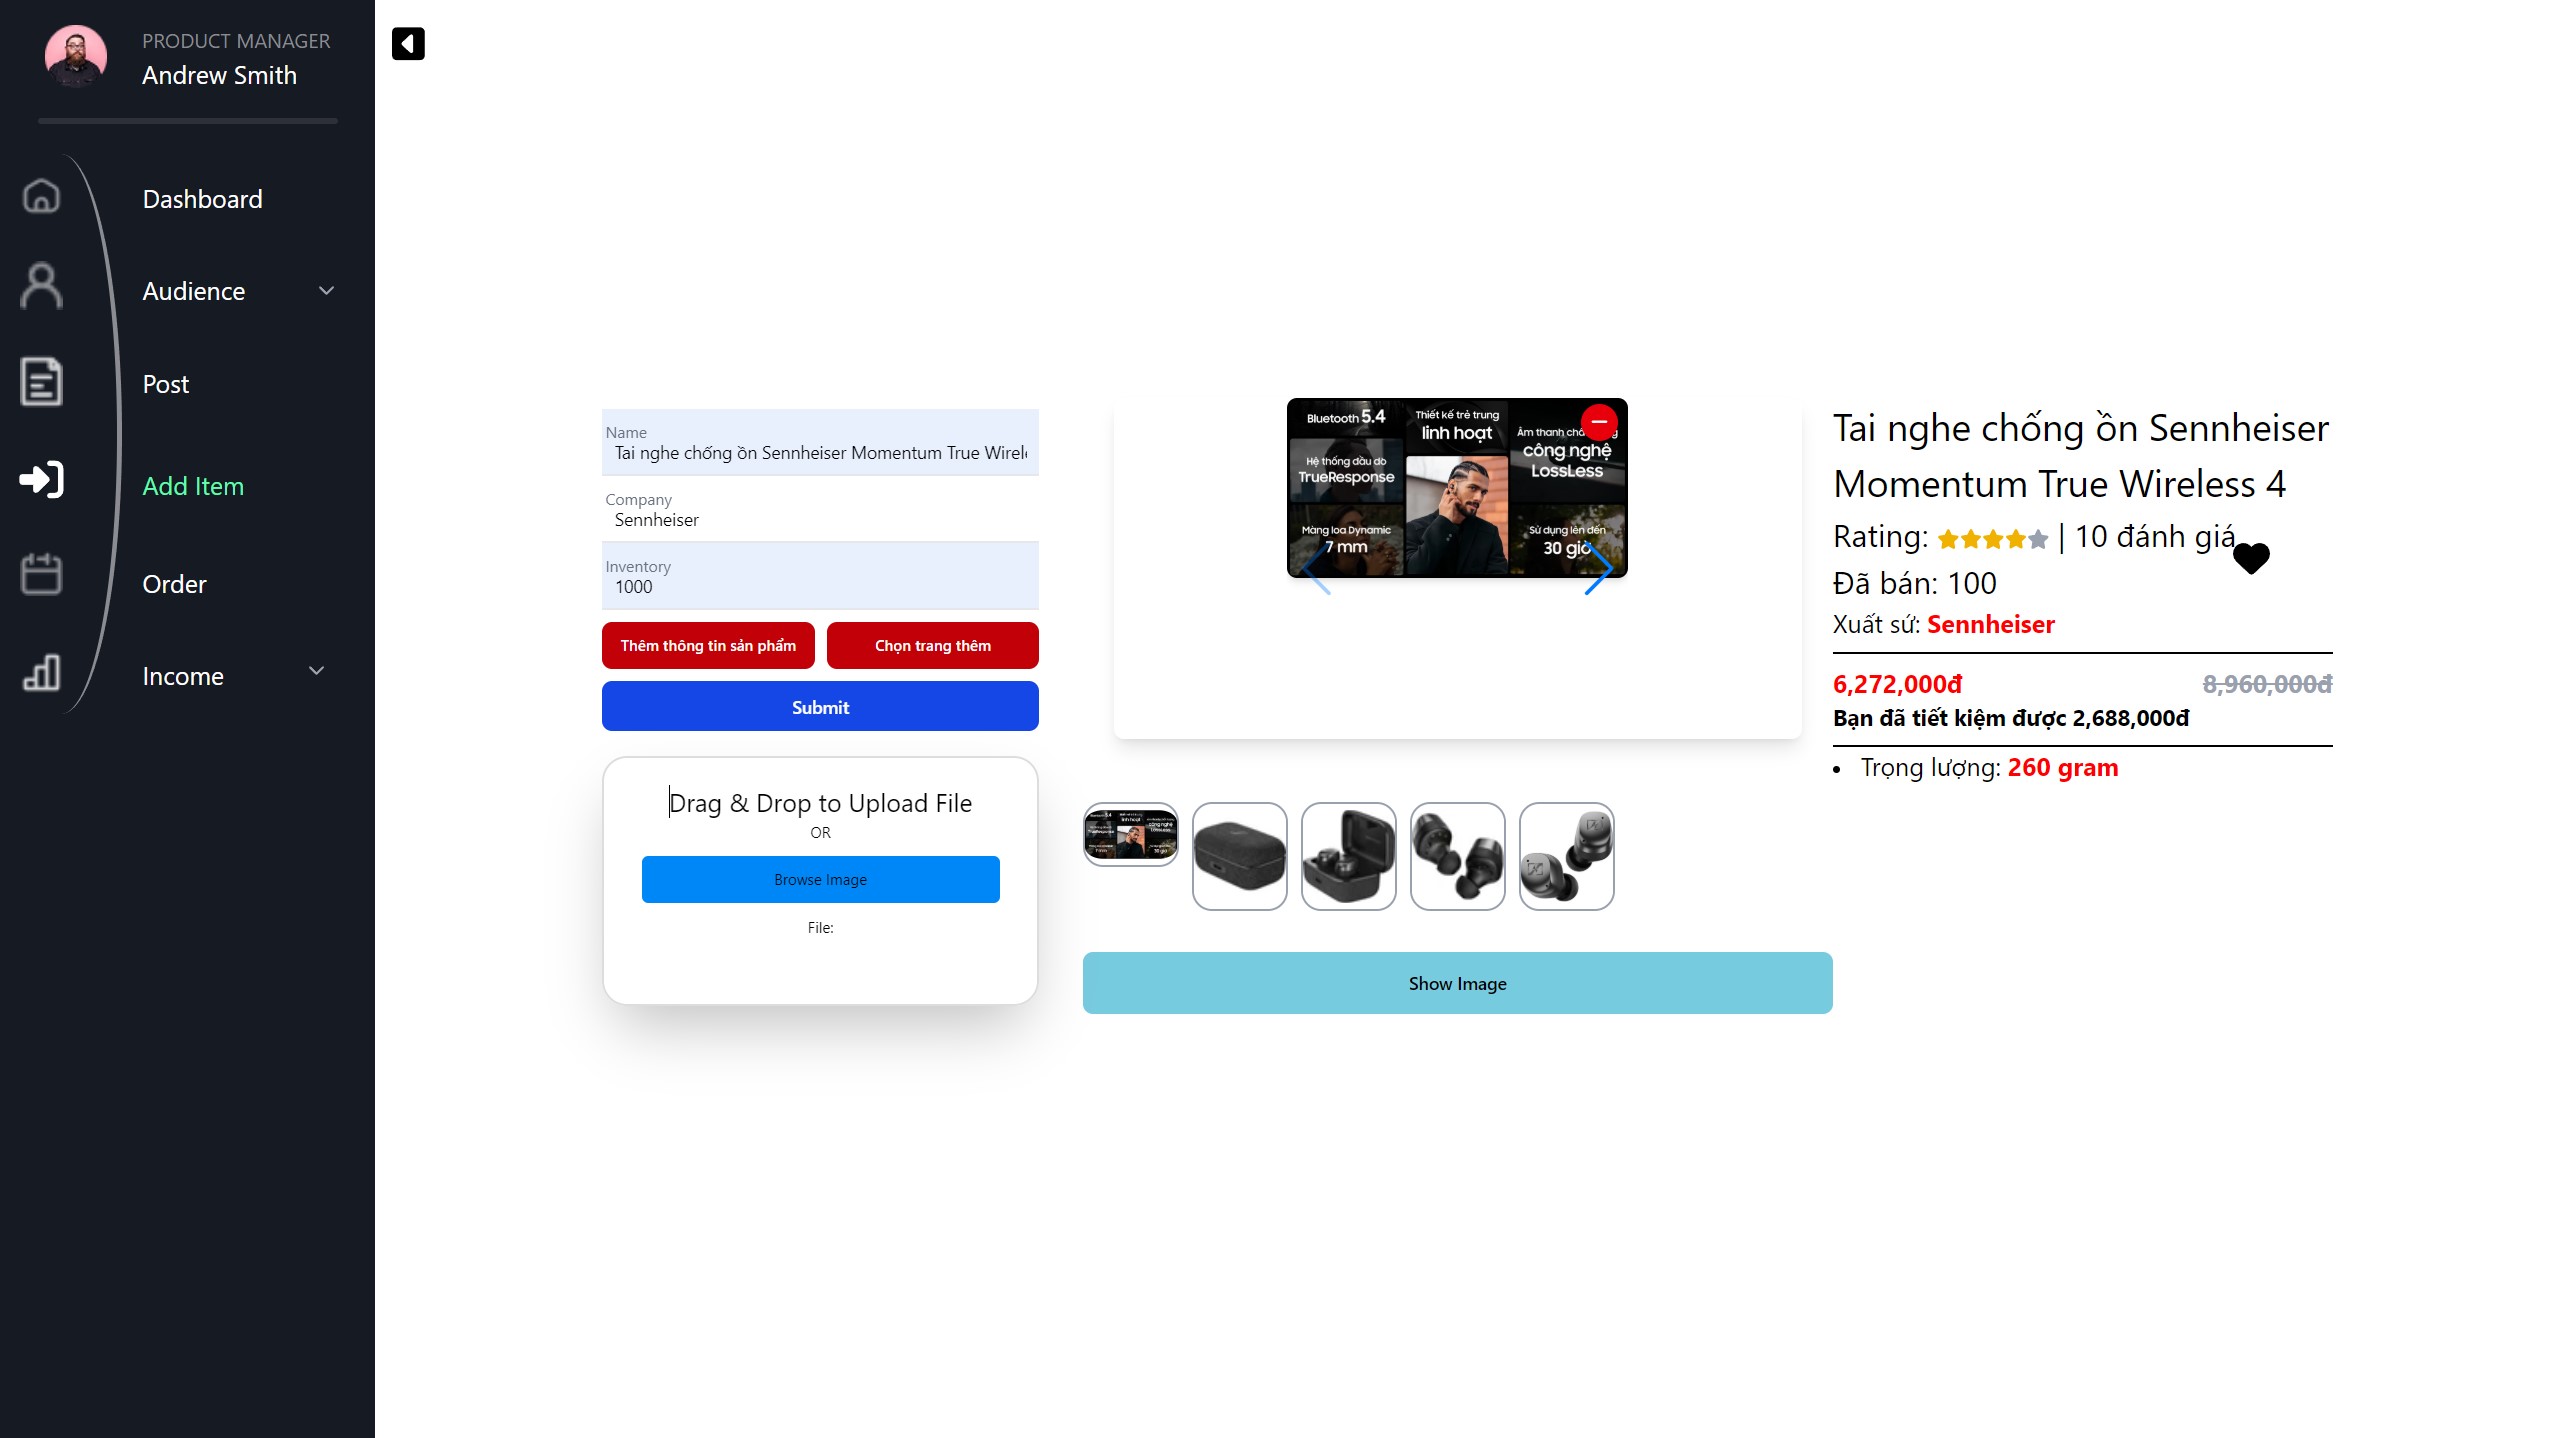 PRODUCT MANAGER
Andrew Smith
Dashboard
Audience
Post
Add Item
Order
Income
Name
Tai nghe chống ồn Sennheiser Momentum True
Company
Sennheiser
Inventory
1000
Thêm thông tin sản phẩm
Chọn trang thêm
Submit
Drag & Drop to Upload File
OR
Browse Image
File:
Bluetooth 5.4
Hệ thống đầu dò
TrueResponse
Màng loa Dynamic
7 mm
Thiết kế trẻ trung
linh hoạt
Âm thanh
công nghệ
LossLess
Sử dụng lên đến
30 giờ
Show Image
Tai nghe chống ồn Sennheiser
Momentum True Wireless 4
Rating: | 10 đánh giá
Đã bán: 100
Xuất sứ: Sennheiser
6,272,000đ 8,960,000đ
Bạn đã tiết kiệm được 2,688,000đ
• Trọng lượng: 260 gram